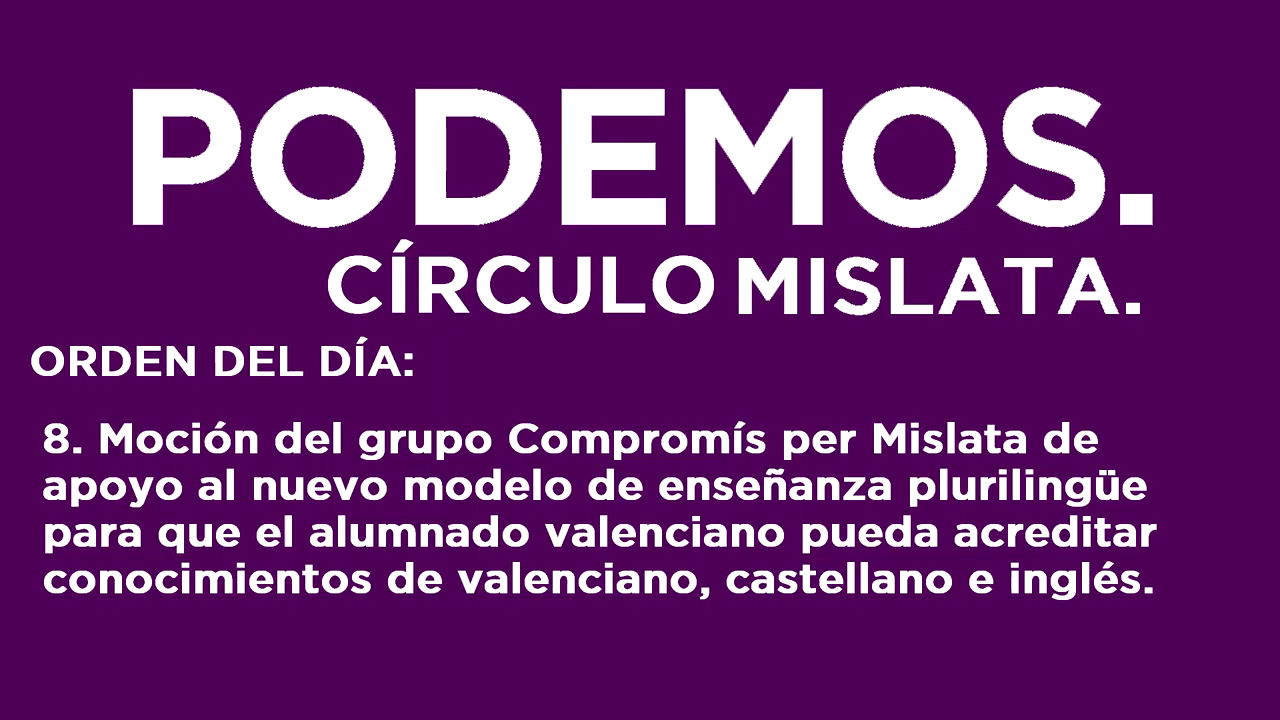 PODEMOS.
CÍRCULO MISLATA.
ORDEN DEL DÍA:
8. Moción del grupo Compromís per Mislata de
apoyo al nuevo modelo de enseñanza plurilingüe
para que el alumnado valenciano pueda acreditar
conocimientos de valenciano, castellano e inglés.